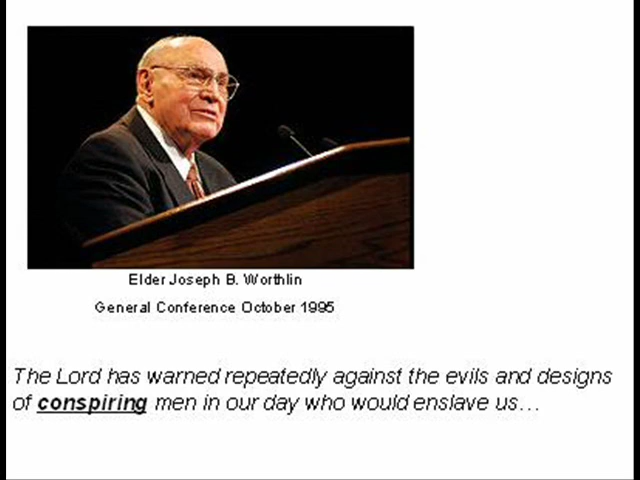 Elder Joseph B. Worthlin
General Conference October 1995
The Lord has warned repeatedly against the evils and designs
of conspiring men in our day who would enslave us…